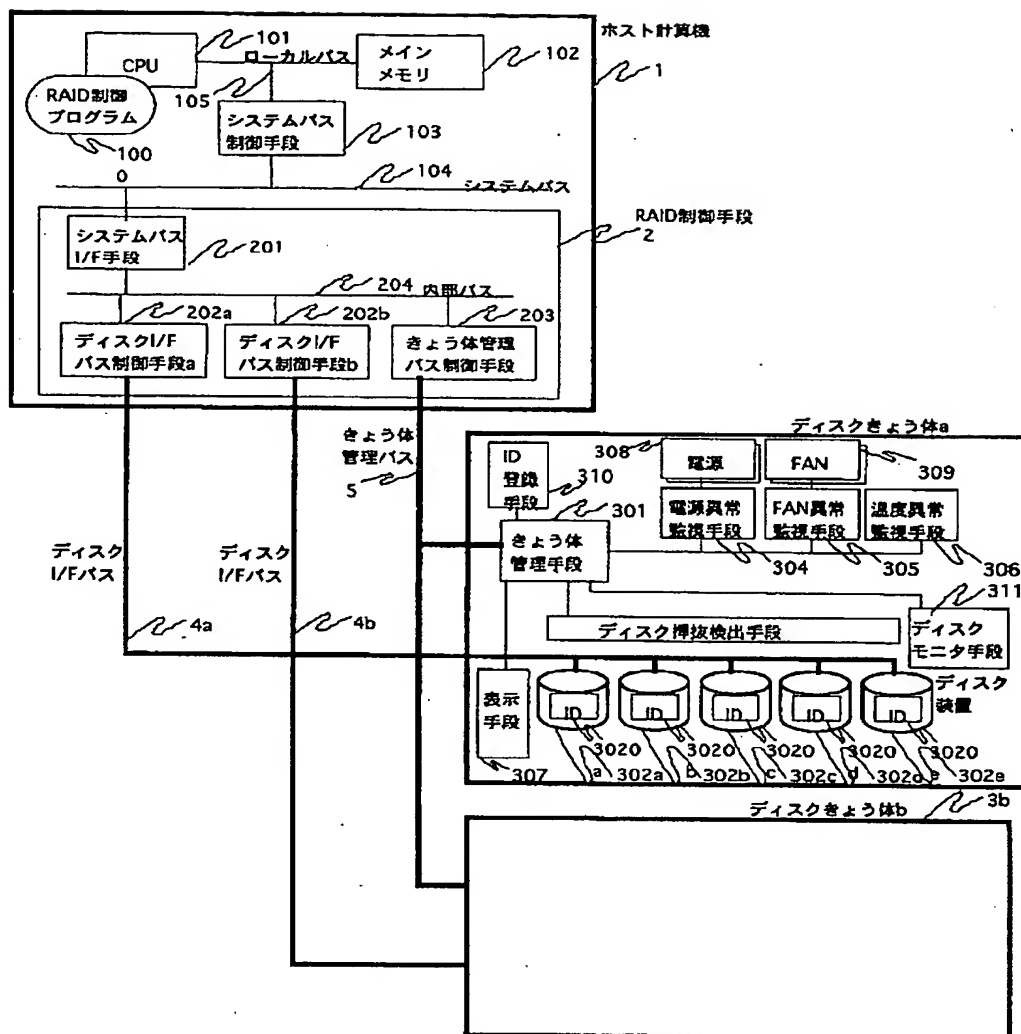 ホスト計算機
1
101
CPU
ローカルバス
メイン
メモリ
102
RAID制御
プログラム
105
システムバス
制御手段
103
100
0
104
システムバス
RAID制御手段
2
システムバス
I/F手段
201
204
内部バス
202a
202b
203
ディスクI/F
バス制御手段a
ディスクI/F
バス制御手段b
きょう体管理
バス制御手段
きょう体
管理バス
5
ディスク
I/Fバス
ディスク
I/Fバス
4a
4b
ディスクきょう体a
ID
登録
手段
310
308
電源
FAN
309
301
きょう体
管理手段
電源異常
監視手段
FAN異常
監視手段
温度異常
監視手段
304
305
306
311
ディスク挿抜検出手段
ディスク
モニタ手段
表示
手段
307
ID
ID
ID
ID
ID
ディスク
装置
3020
3020
3020
3020
3020
a
302a
b
302b
c
302c
d
302d
e
302e
3b
ディスクきょう体b